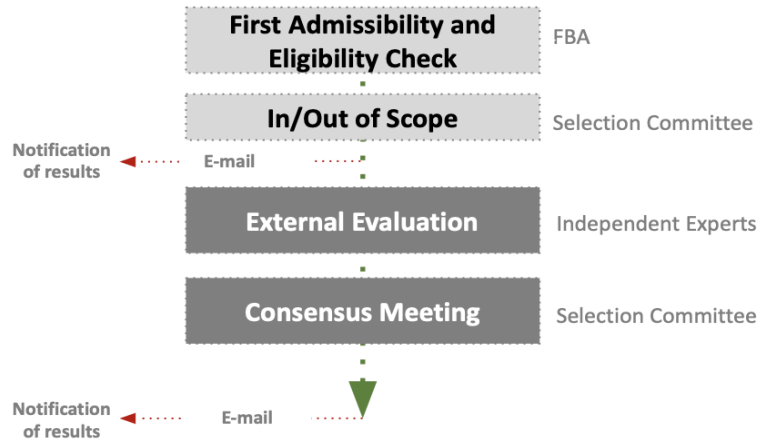 First Admissibility and
Eligibility Check
FBA
In/Out of Scope
Selection Committee
Notification
of results
E-mail
External Evaluation
Independent Experts
Consensus Meeting
Selection Committee
Notification
of results
E-mail